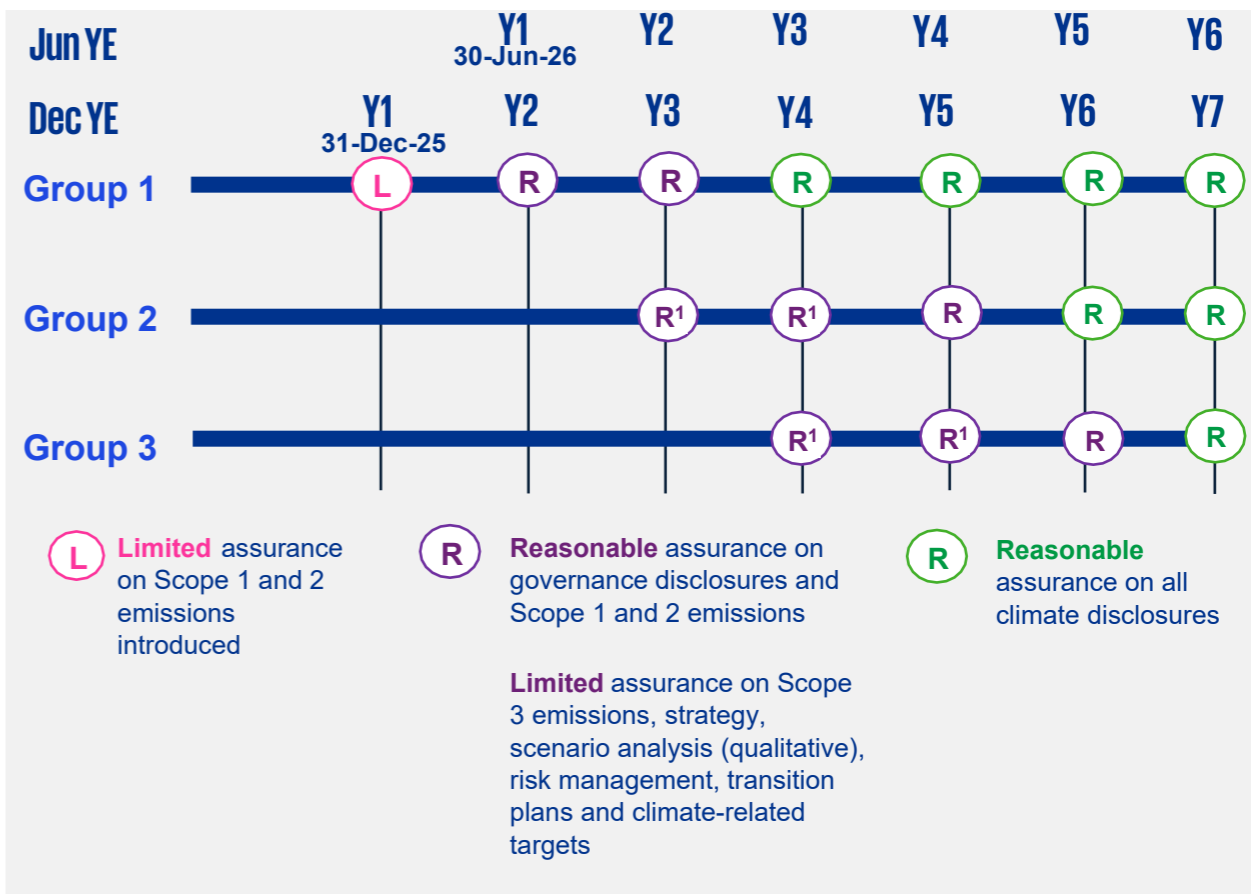 Jun YE Y1 Y2 Y3 Y4 Y5 Y6
30-Jun-26
Dec YE Y1 Y2 Y3 Y4 Y5 Y6 Y7
31-Dec-25
Group 1 L R R R R R R
Group 2 R¹ R¹ R R R
Group 3 R¹ R¹ R R
L
Limited assurance
on Scope 1 and 2
emissions
introduced
R
Reasonable assurance on
governance disclosures and
Scope 1 and 2 emissions
Limited assurance on Scope
3 emissions, strategy,
scenario analysis (qualitative),
risk management, transition
plans and climate-related
targets
R
Reasonable
assurance on all
climate disclosures